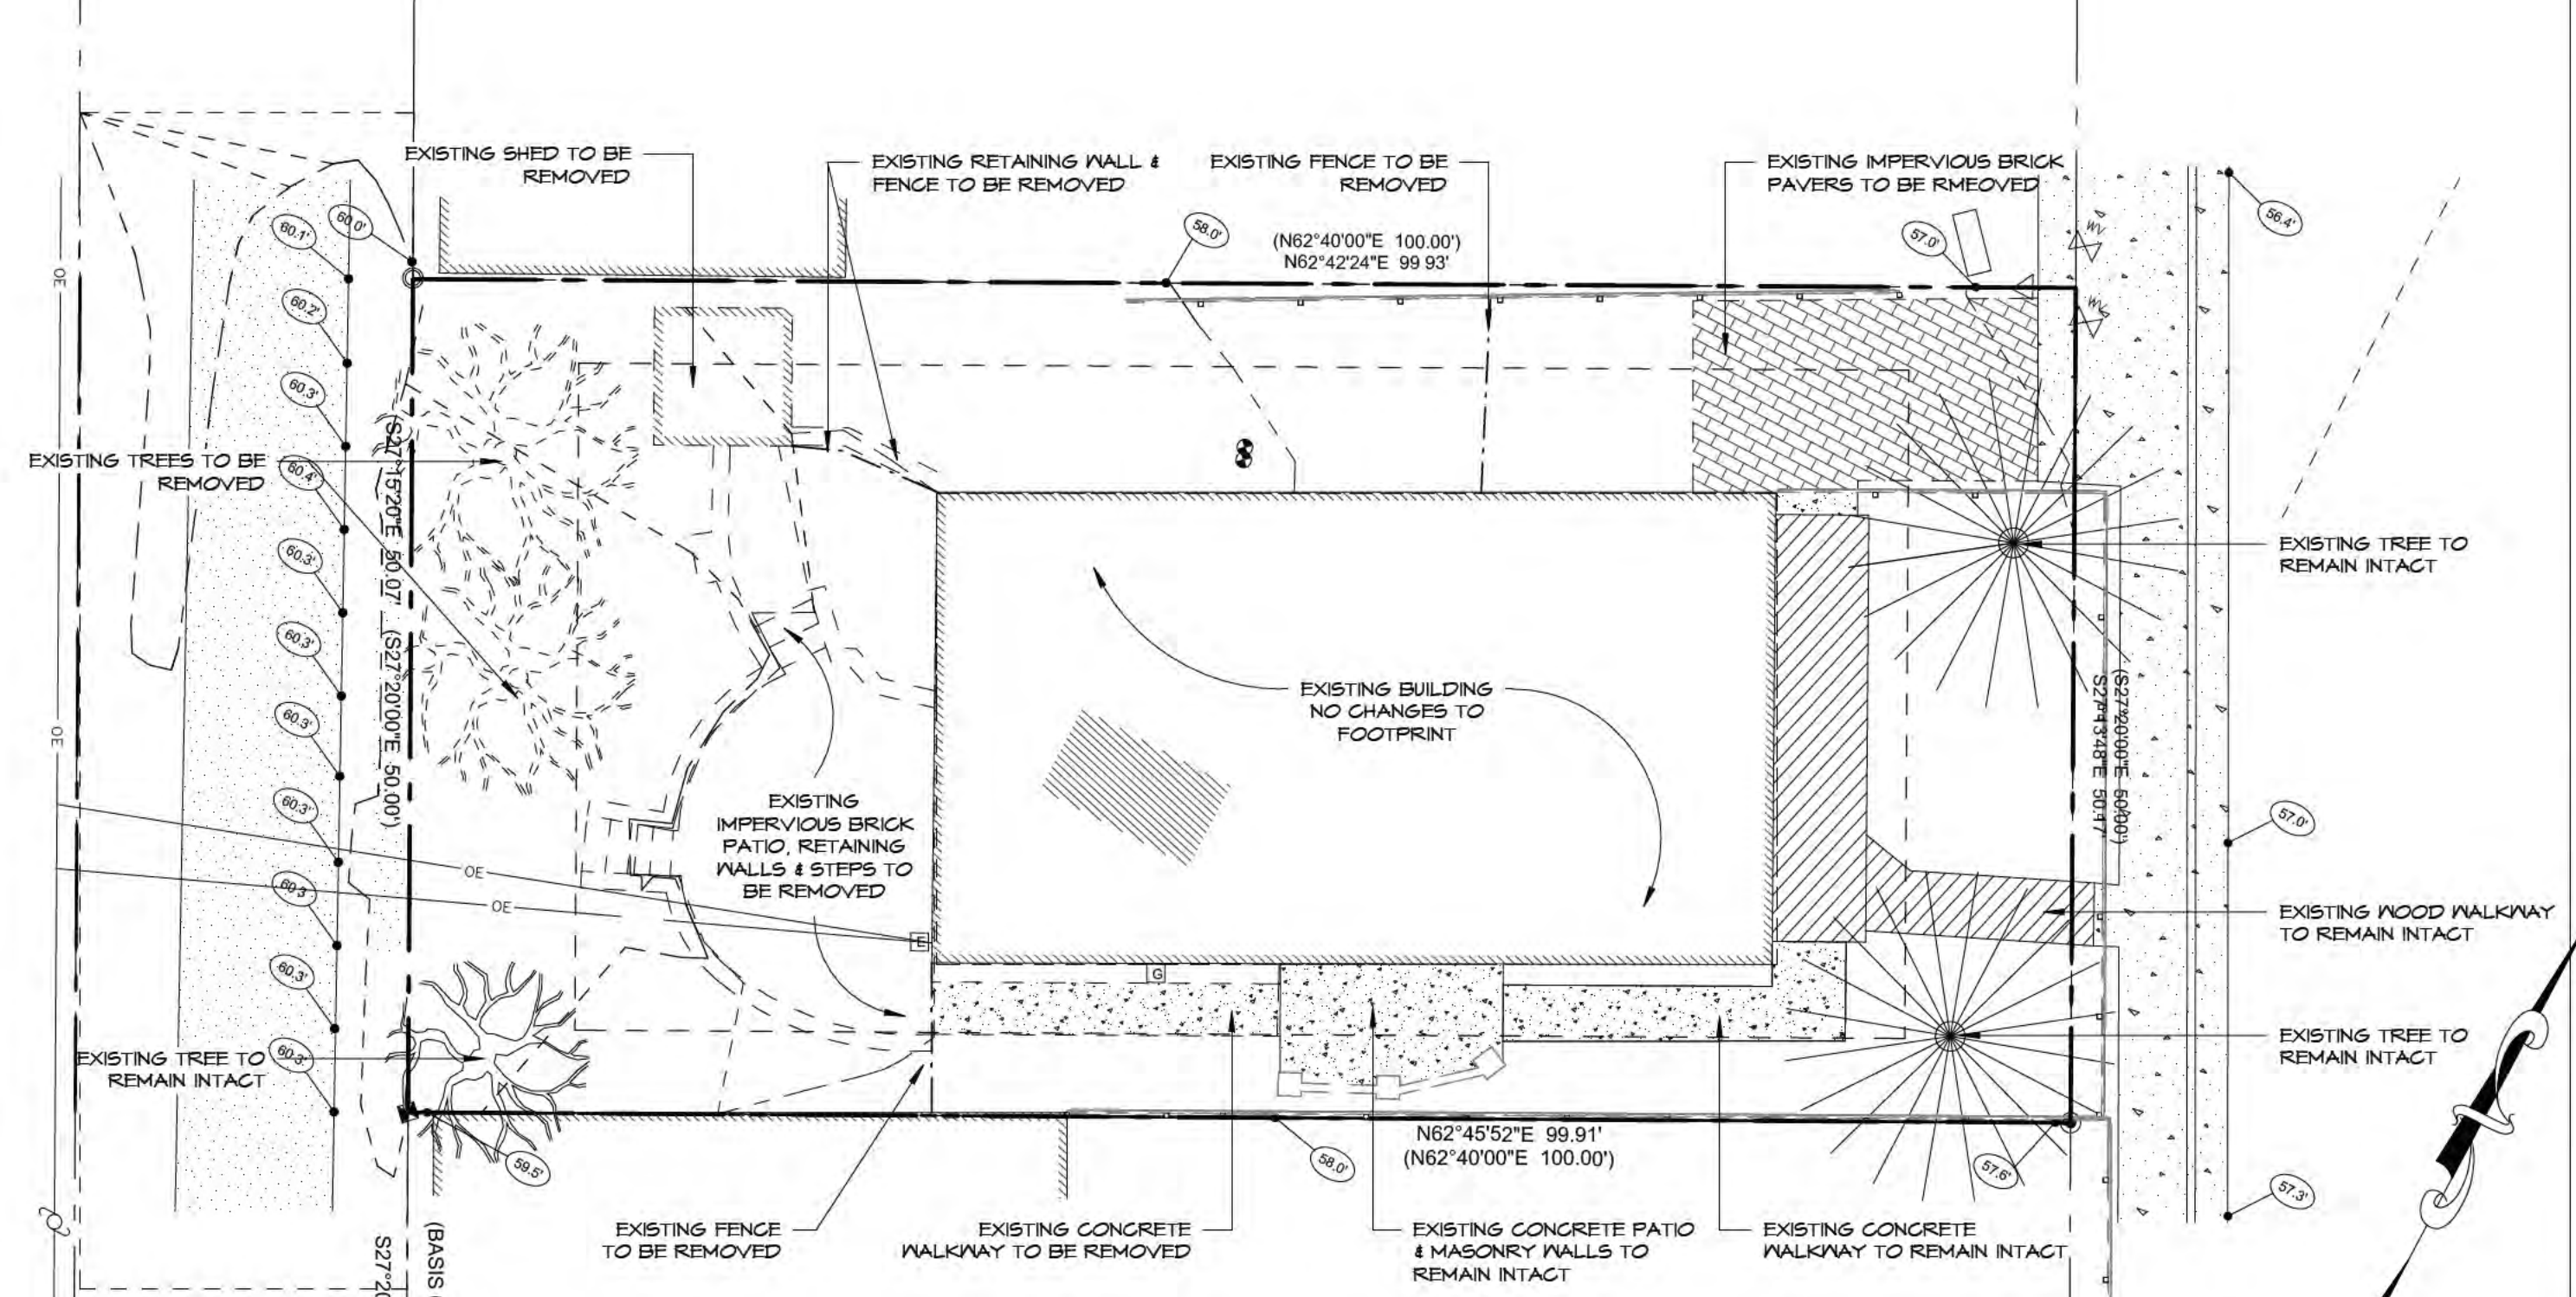 EXISTING SHED TO BE
REMOVED
EXISTING RETAINING WALL &
FENCE TO BE REMOVED
EXISTING FENCE TO BE
REMOVED
EXISTING IMPERVIOUS BRICK
PAVERS TO BE RMEOVED
60.1'
60.0'
58.0'
(N62°40'00"E 100.00')
N62°42'24"E 99 93'
57.0'
WV
56.4'
OE
60.2'
WV
60.3'
EXISTING TREES TO BE
REMOVED
60.4'
(S27°15'20"E 50.07'
(S27°20'00"E 50.00')
60.3'
EXISTING TREE TO
REMAIN INTACT
60.3'
60.3'
OE
EXISTING BUILDING
NO CHANGES TO
FOOTPRINT
(S27°20'00"E 50.00')
S27°43'48"E 50.17'
60.3'
EXISTING
IMPERVIOUS BRICK
PATIO, RETAINING
WALLS & STEPS TO
BE REMOVED
57.0'
OE
OE
60.3
E
EXISTING WOOD WALKWAY
TO REMAIN INTACT
60.3'
G
EXISTING TREE TO
REMAIN INTACT
60.3'
EXISTING TREE TO
REMAIN INTACT
59.5'
58.0'
N62°45'52"E 99.91'
(N62°40'00"E 100.00')
57.6'
57.3'
EXISTING FENCE
TO BE REMOVED
EXISTING CONCRETE
WALKWAY TO BE REMOVED
EXISTING CONCRETE PATIO
& MASONRY WALLS TO
REMAIN INTACT
EXISTING CONCRETE
WALKWAY TO REMAIN INTACT
(BASIS
S27°20